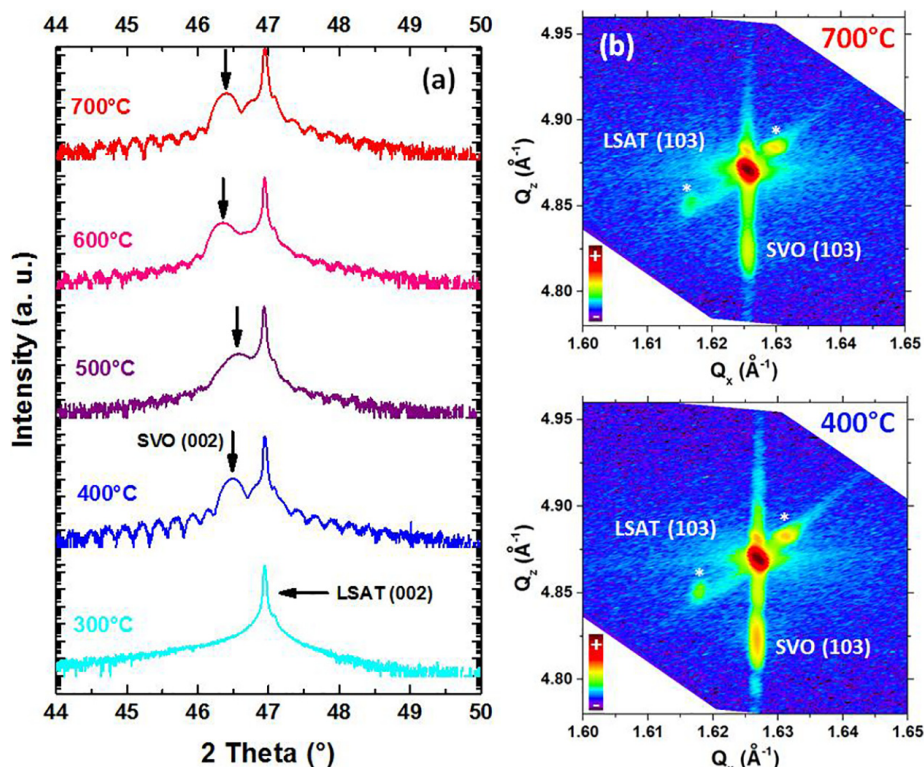 44 45 46 47 48 49 50
(a)
700°C
600°C
500°C
SVO (002)
400°C
LSAT (002)
300°C
44 45 46 47 48 49 50
2 Theta (°)
Intensity (a. u.)
(b)
700°C
4.95
4.90
4.85
4.80
LSAT (103)
*
*
SVO (103)
+
-
1.60 1.61 1.62 1.63 1.64 1.65
Qx (Å-1)
Qz (Å-1)
400°C
4.95
4.90
4.85
4.80
LSAT (103)
*
*
SVO (103)
+
-
1.60 1.61 1.62 1.63 1.64 1.65
Qz (Å-1)